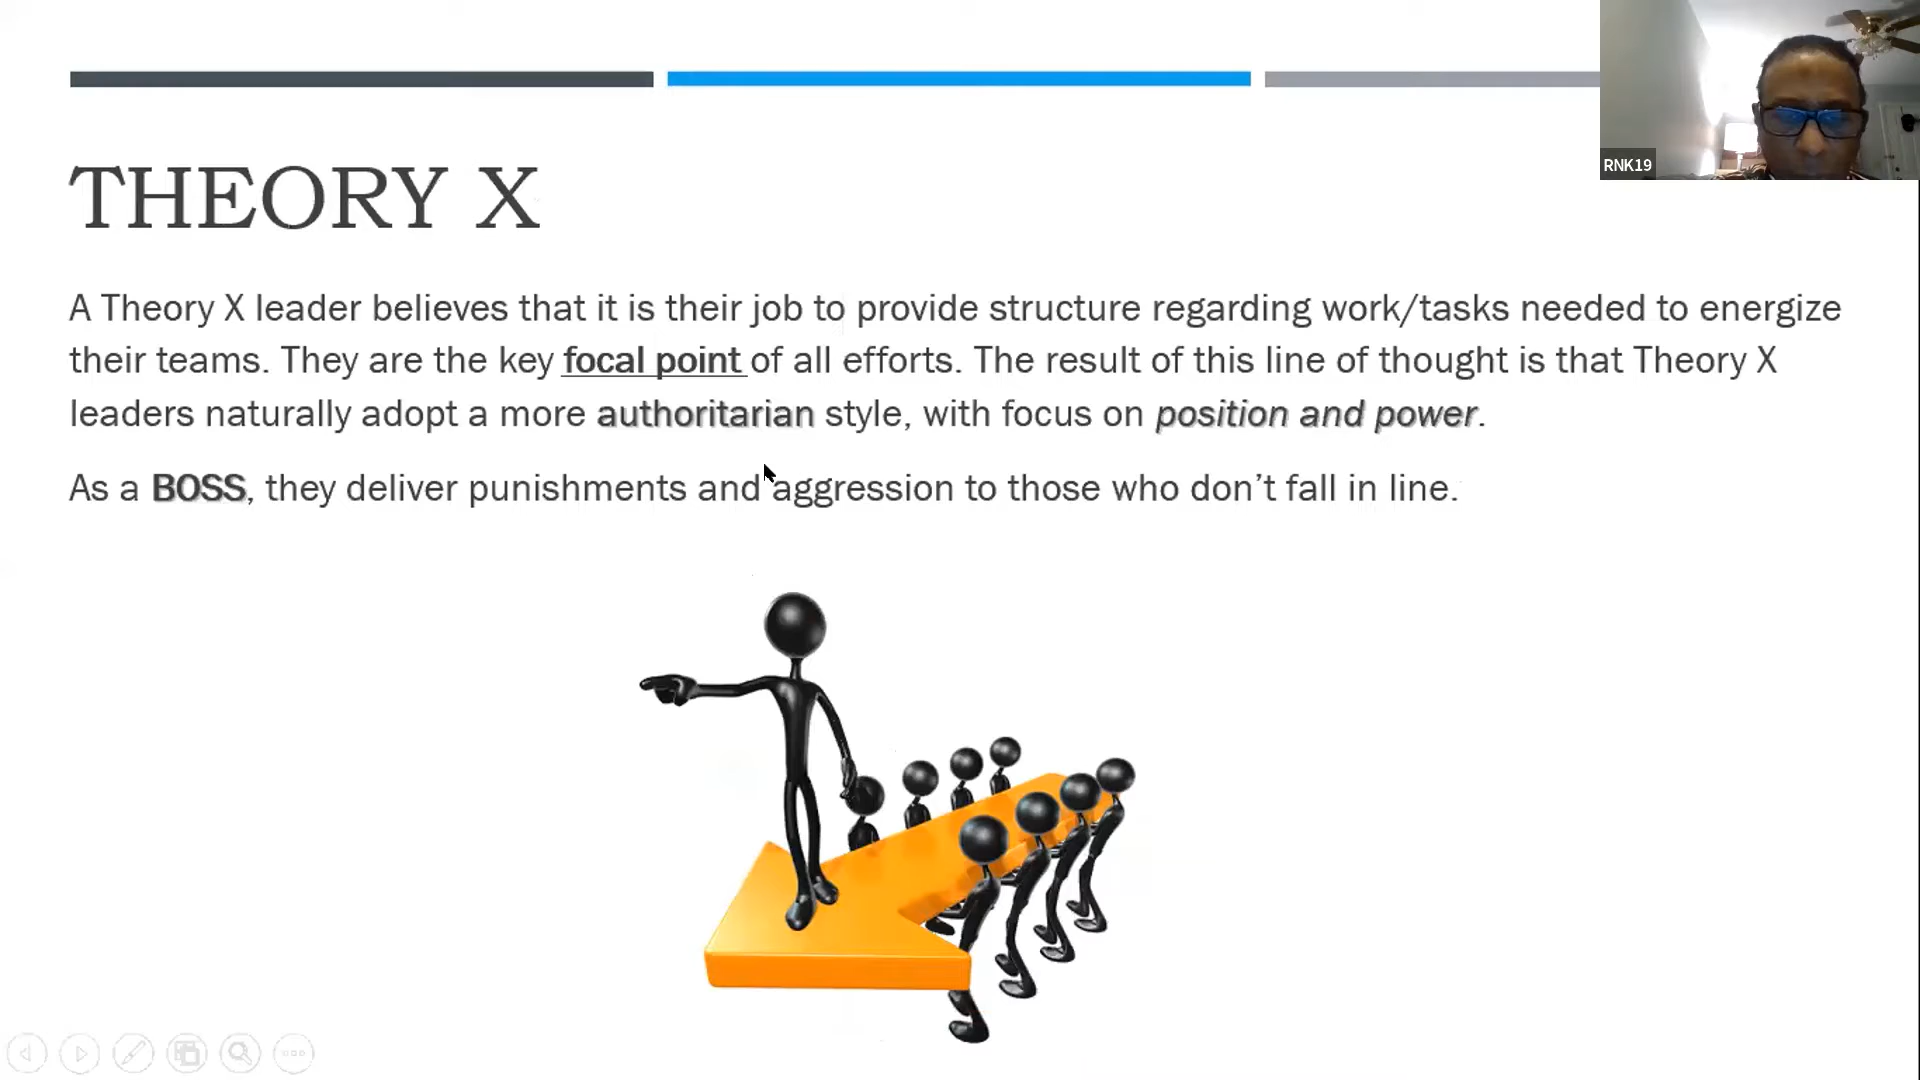 RNK19
THEORY X
A Theory X leader believes that it is their job to provide structure regarding work/tasks needed to energize
their teams. They are the key focal point of all efforts. The result of this line of thought is that Theory X
leaders naturally adopt a more authoritarian style, with focus on position and power.
As a BOSS, they deliver punishments and aggression to those who don’t fall in line.